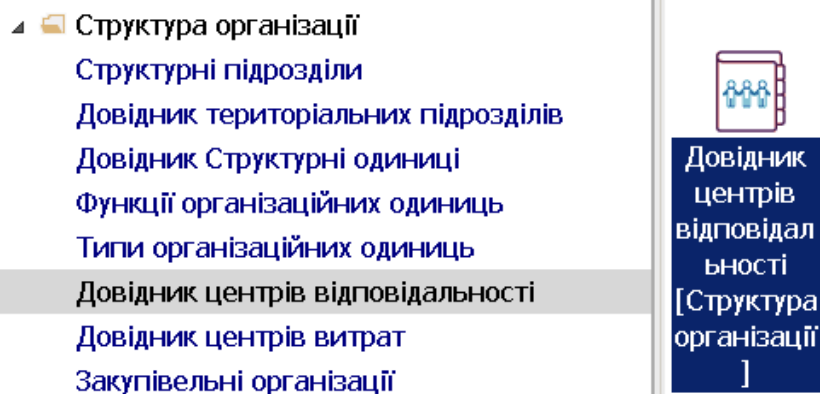 Структура організації
Структурні підрозділи
Довідник територіальних підрозділів
Довідник Структурні одиниці
Функції організаційних одиниць
Типи організаційних одиниць
Довідник центрів відповідальності
Довідник центрів витрат
Закупівельні організації
Довідник
центрів
відповідал
ьності
[Структура
організації
]